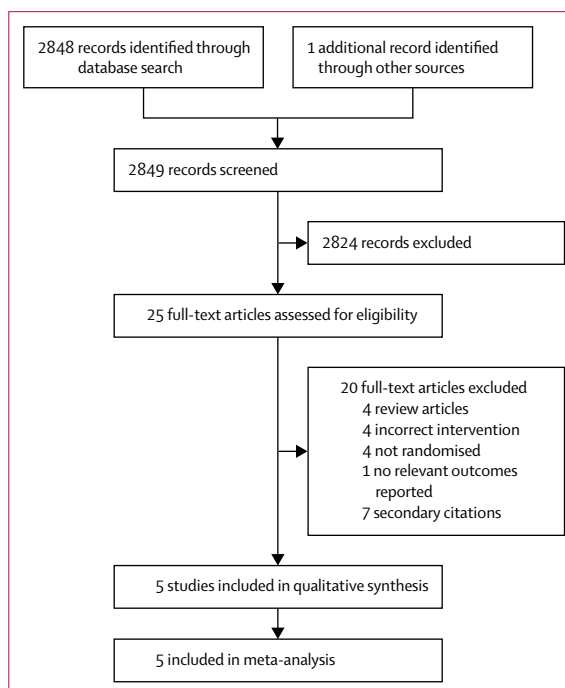 2848 records identified through
database search
1 additional record identified
through other sources
2849 records screened
2824 records excluded
25 full-text articles assessed for eligibility
20 full-text articles excluded
4 review articles
4 incorrect intervention
4 not randomised
1 no relevant outcomes
reported
7 secondary citations
5 studies included in qualitative synthesis
5 included in meta-analysis